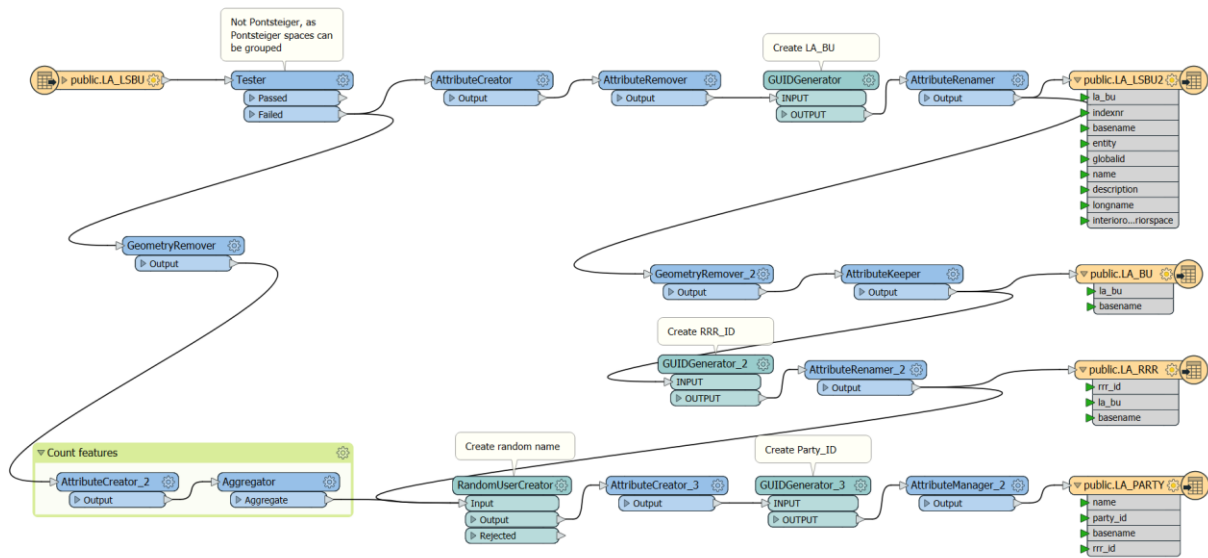 Not Pontsteiger, as
Pontsteiger spaces can
be grouped
Create LA_BU
public.LA_LSBU
Tester
Passed
Failed
AttributeCreator
Output
AttributeRemover
Output
GUIDGenerator
INPUT
OUTPUT
AttributeRenamer
Output
public.LA_LSBU2
la_bu
indexnr
basename
entity
globalid
name
description
longname
interioro...riorspace
GeometryRemover
Output
GeometryRemover_2
Output
AttributeKeeper
Output
public.LA_BU
la_bu
basename
Create RRR_ID
GUIDGenerator_2
INPUT
OUTPUT
AttributeRenamer_2
Output
public.LA_RRR
rrr_id
la_bu
basename
Count features
AttributeCreator_2
Output
Aggregator
Aggregate
Create random name
RandomUserCreator
Input
Output
Rejected
AttributeCreator_3
Output
Create Party_ID
GUIDGenerator_3
INPUT
OUTPUT
AttributeManager_2
Output
public.LA_PARTY
name
party_id
basename
rrr_id